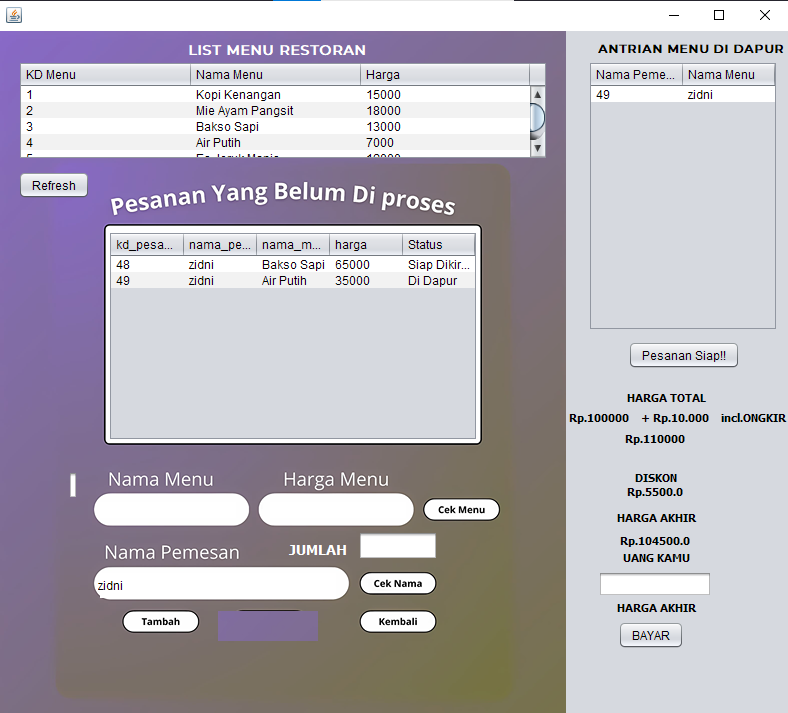 LIST MENU RESTORAN
KD Menu Nama Menu Harga
1 Kopi Kenangan 15000
2 Mie Ayam Pangsit 18000
3 Bakso Sapi 13000
4 Air Putih 7000
Refresh
Pesanan Yang Belum Di proses
kd_pesa... nama_pe... nama_m... harga Status
48 zidni Bakso Sapi 65000 Siap Dikir...
49 zidni Air Putih 35000 Di Dapur
Nama Menu Harga Menu
Cek Menu
Nama Pemesan JUMLAH
zidni Cek Nama
Tambah Kembali
ANTRIAN MENU DI DAPUR
Nama Peme... Nama Menu
49 zidni
Pesanan Siap!!
HARGA TOTAL
Rp.100000 + Rp.10.000 incl.ONGKIR
Rp.110000
DISKON
Rp.5500.0
HARGA AKHIR
Rp.104500.0
UANG KAMU
HARGA AKHIR
BAYAR